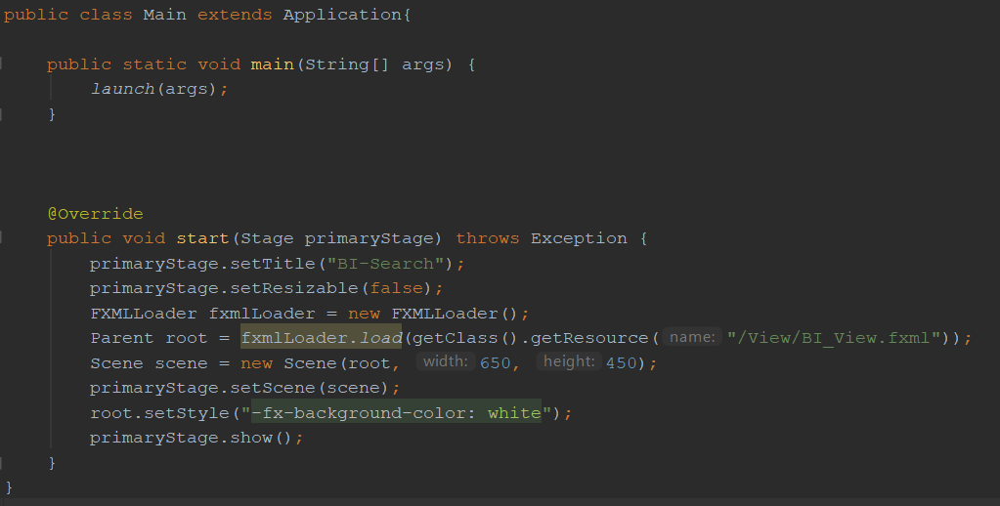 public class Main extends Application{
public static void main(String[] args) {
launch(args);
}
@Override
public void start(Stage primaryStage) throws Exception {
primaryStage.setTitle("BI-Search");
primaryStage.setResizable(false);
FXMLLoader fxmlLoader = new FXMLLoader();
Parent root = fxmlLoader.load(getClass().getResource( name: "/View/BI_View.fxml"));
Scene scene = new Scene(root, width: 650, height: 450);
primaryStage.setScene(scene);
root.setStyle("-fx-background-color: white");
primaryStage.show();
}
}